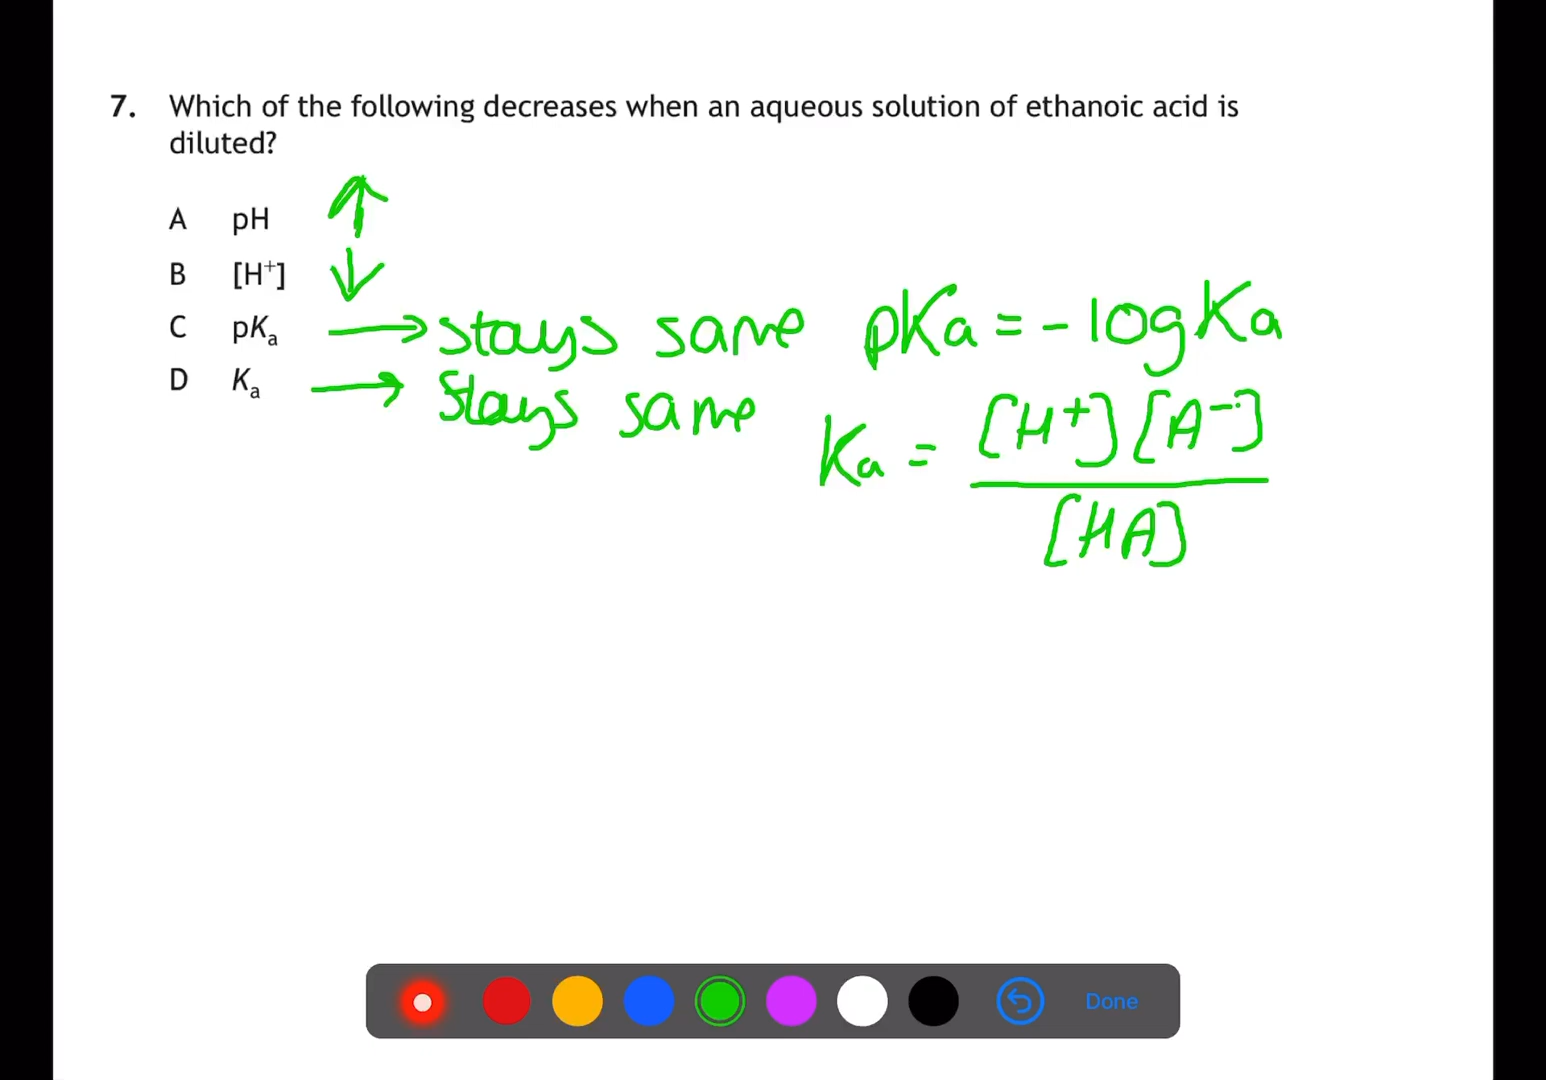 7. Which of the following decreases when an aqueous solution of ethanoic acid is
diluted?
A pH ↑
B [H⁺] ↓
C pKₐ → stays same pKa = - log Ka
D Kₐ → stays same
Ka = [H⁺][A⁻]
[HA]
Done